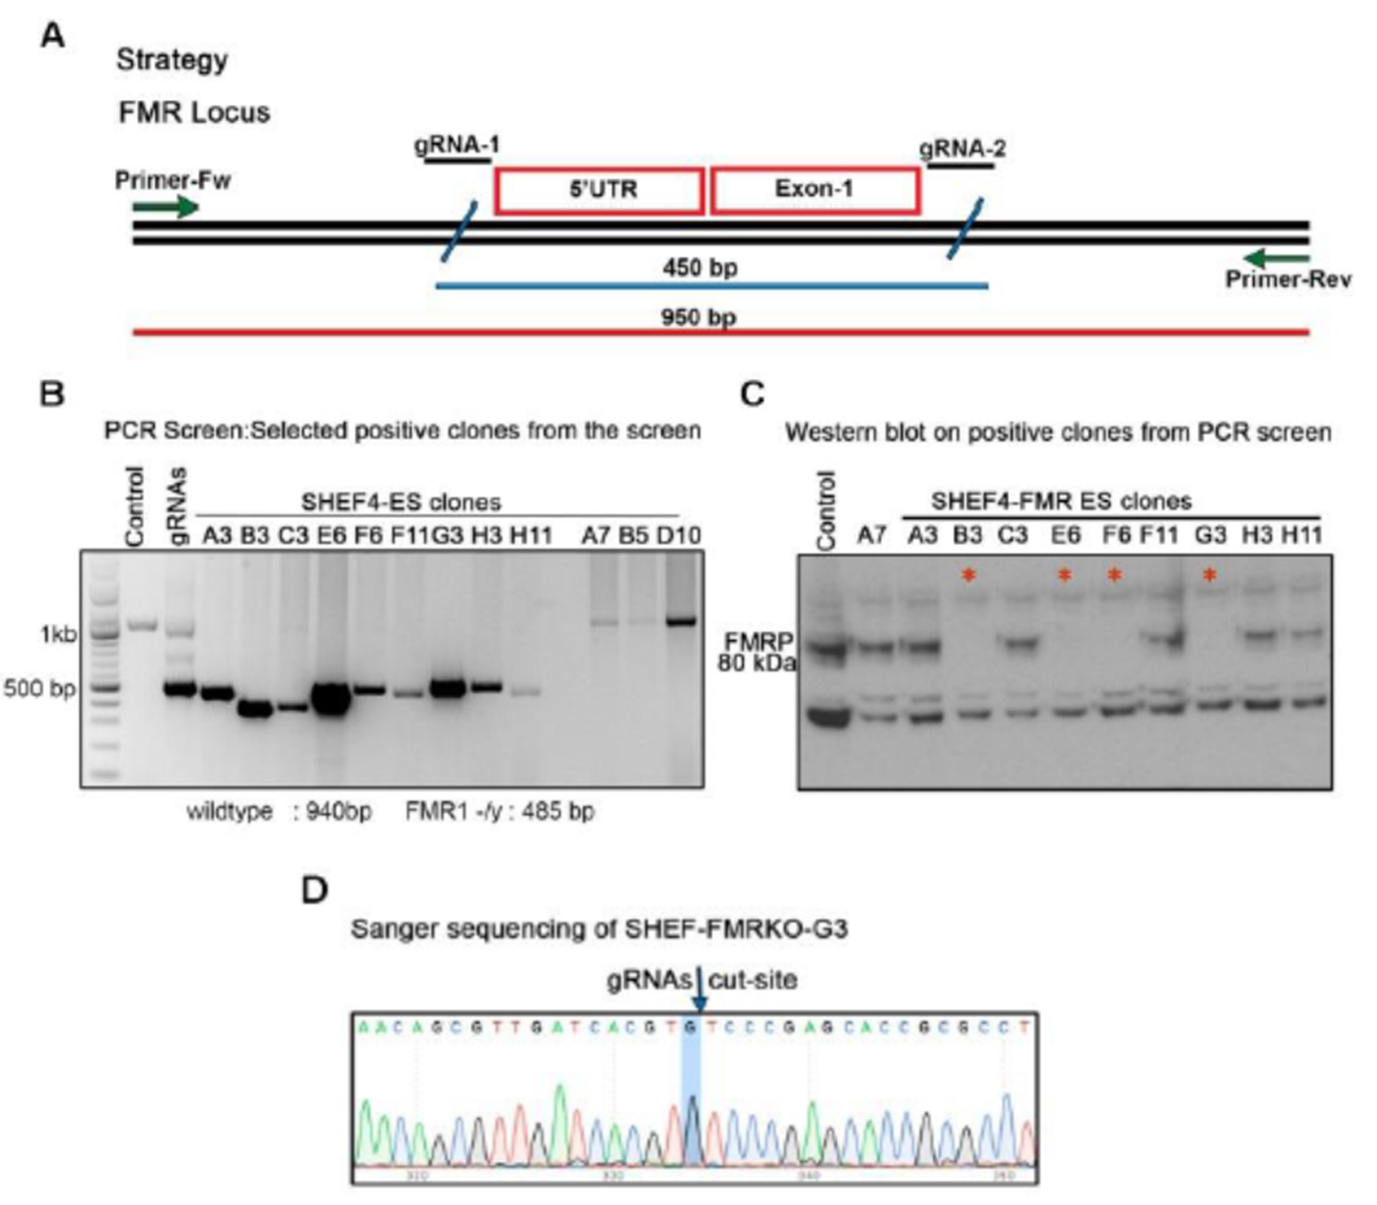 A
Strategy
FMR Locus
gRNA-1
gRNA-2
Primer-Fw
5'UTR
Exon-1
450 bp
Primer-Rev
950 bp
B
PCR Screen:Selected positive clones from the screen
Control
gRNAs
SHEF4-ES clones
A3 B3 C3 E6 F6 F11 G3 H3 H11 A7 B5 D10
1kb
500 bp
wildtype : 940bp FMR1 -/y : 485 bp
C
Western blot on positive clones from PCR screen
Control
SHEF4-FMR ES clones
A7 A3 B3 C3 E6 F6 F11 G3 H3 H11
* * * *
FMRP
80 kDa
D
Sanger sequencing of SHEF-FMRKO-G3
gRNAs cut-site
A A C A G C G T T G A T C A C G T G T C C C G A G C A C C G C G C C T
320 330 340 350